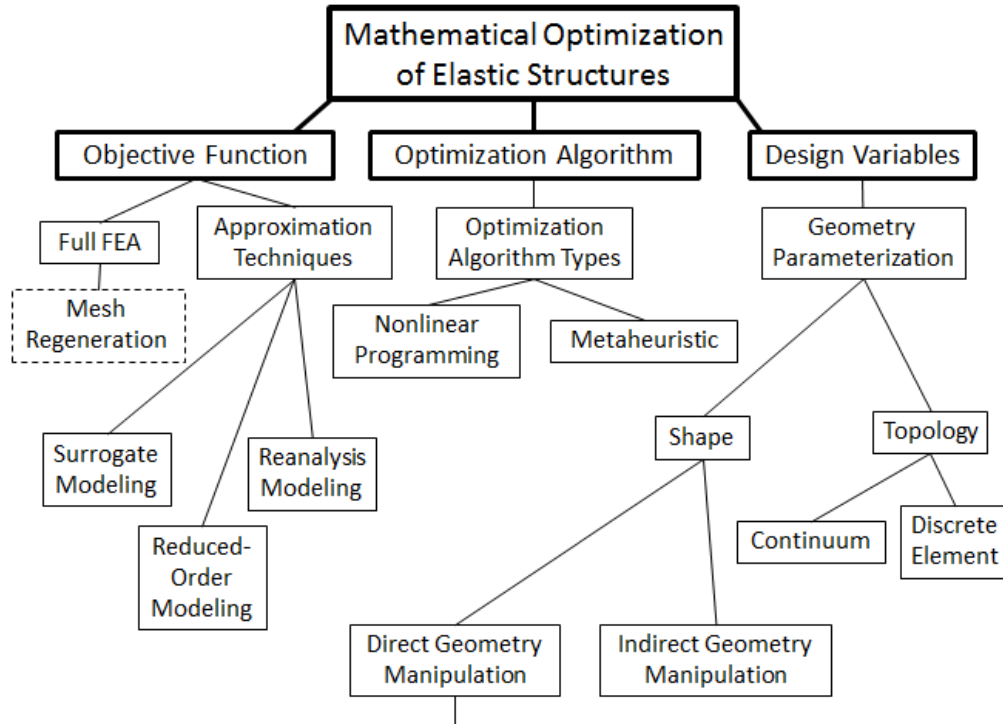 Mathematical Optimization
of Elastic Structures
Objective Function
Optimization Algorithm
Design Variables
Full FEA
Approximation
Techniques
Optimization
Algorithm Types
Geometry
Parameterization
Mesh
Regeneration
Nonlinear
Programming
Metaheuristic
Shape
Topology
Surrogate
Modeling
Reanalysis
Modeling
Continuum
Discrete
Element
Reduced-
Order
Modeling
Direct Geometry
Manipulation
Indirect Geometry
Manipulation